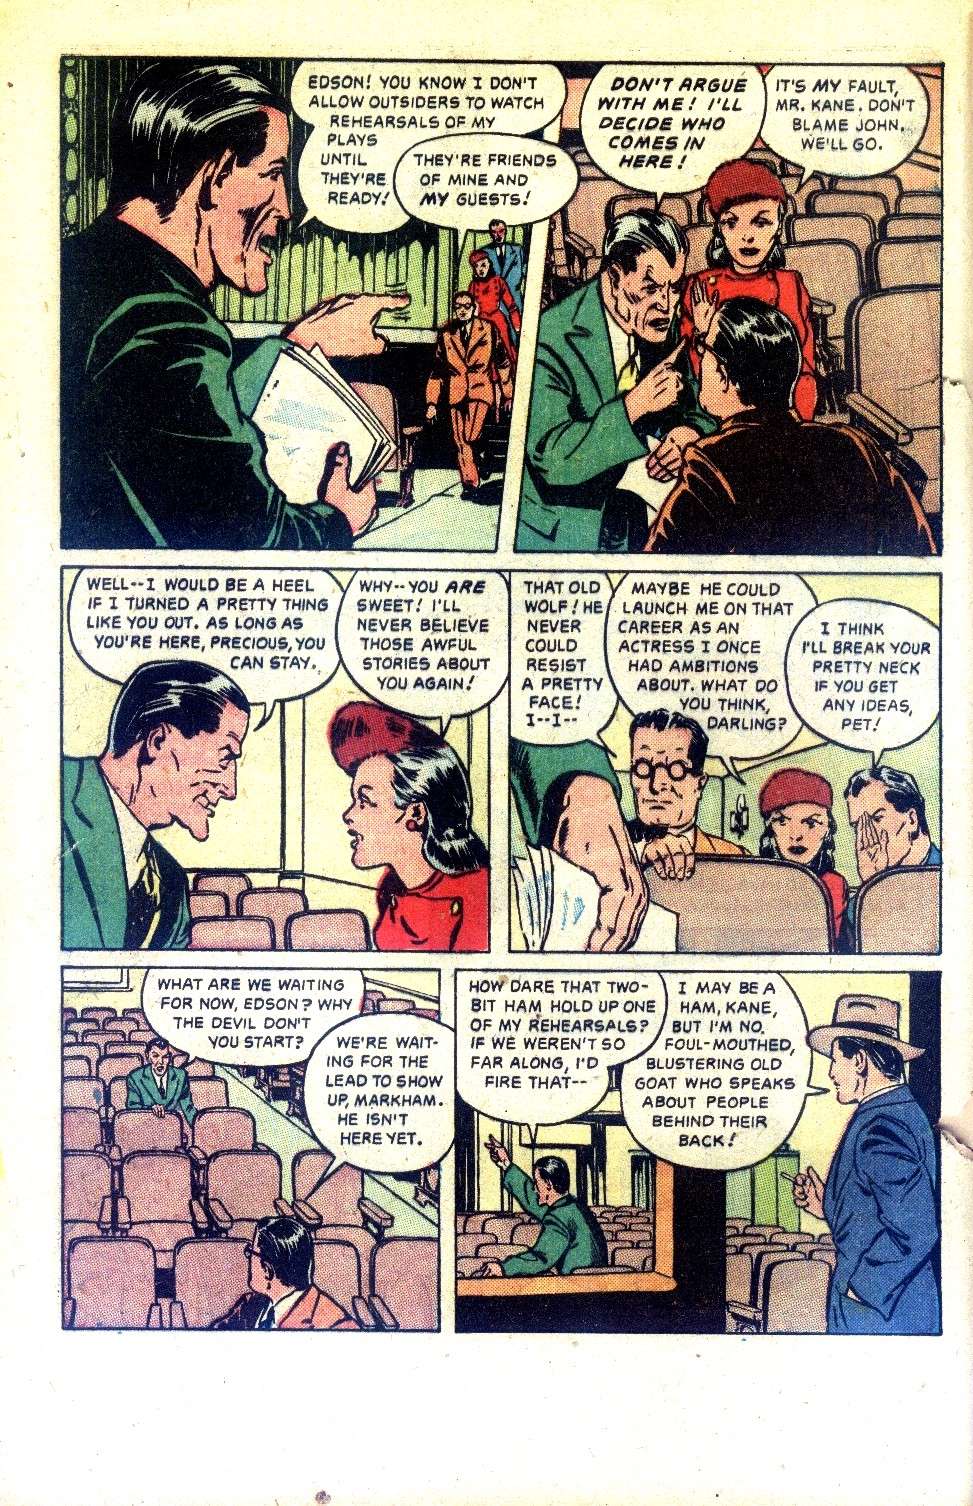 EDSON! YOU KNOW I DON'T
ALLOW OUTSIDERS TO WATCH
REHEARSALS OF MY
PLAYS
UNTIL
THEY'RE
READY!
THEY'RE FRIENDS
OF MINE AND
MY GUESTS!
DON'T ARGUE
WITH ME! I'LL
DECIDE WHO
COMES IN
HERE!
IT'S MY FAULT,
MR. KANE. DON'T
BLAME JOHN.
WE'LL GO.
WELL--I WOULD BE A HEEL
IF I TURNED A PRETTY THING
LIKE YOU OUT. AS LONG AS
YOU'RE HERE, PRECIOUS, YOU
CAN STAY.
WHY--YOU ARE
SWEET! I'LL
NEVER BELIEVE
THOSE AWFUL
STORIES ABOUT
YOU AGAIN!
THAT OLD
WOLF! HE
NEVER
COULD
RESIST
A PRETTY
FACE!
I--I--
MAYBE HE COULD
LAUNCH ME ON THAT
CAREER AS AN
ACTRESS I ONCE
HAD AMBITIONS
ABOUT. WHAT DO
YOU THINK,
DARLING?
I THINK
I'LL BREAK YOUR
PRETTY NECK
IF YOU GET
ANY IDEAS,
PET!
WHAT ARE WE WAITING
FOR NOW, EDSON? WHY
THE DEVIL DON'T
YOU START?
WE'RE WAIT-
ING FOR THE
LEAD TO SHOW
UP, MARKHAM.
HE ISN'T
HERE YET.
HOW DARE THAT TWO-
BIT HAM HOLD UP ONE
OF MY REHEARSALS?
IF WE WEREN'T SO
FAR ALONG, I'D
FIRE THAT--
I MAY BE A
HAM, KANE,
BUT I'M NO.
FOUL-MOUTHED,
BLUSTERING OLD
GOAT WHO SPEAKS
ABOUT PEOPLE
BEHIND THEIR
BACK!